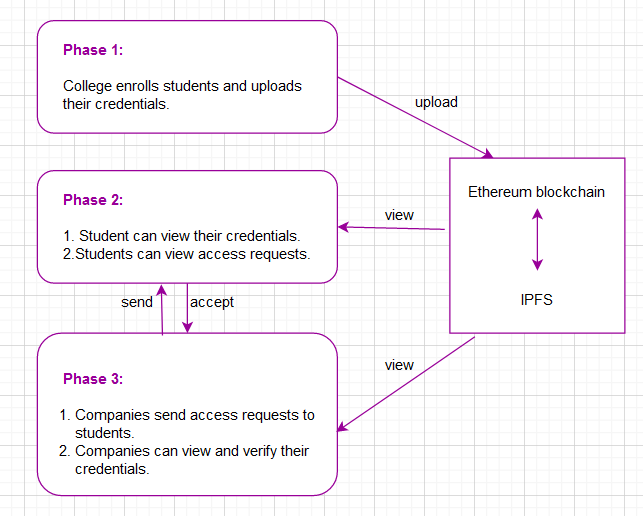 Phase 1:
College enrolls students and uploads
their credentials.
upload
Phase 2:
1. Student can view their credentials.
2.Students can view access requests.
view
Ethereum blockchain
IPFS
send
accept
Phase 3:
1. Companies send access requests to
students.
2. Companies can view and verify their
credentials.
view